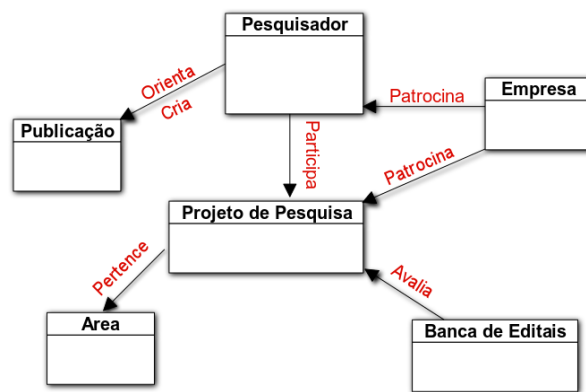 Pesquisador
Orienta
Cria
Patrocina
Empresa
Publicação
Participa
Patrocina
Projeto de Pesquisa
Pertence
Avalia
Area
Banca de Editais